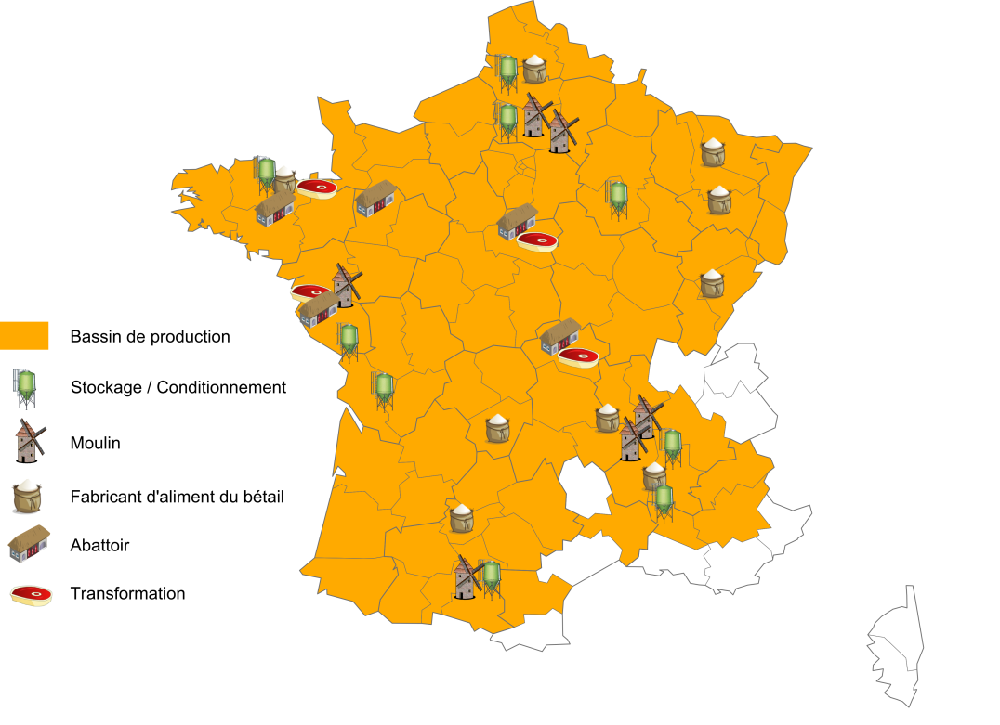 Bassin de production
Stockage / Conditionnement
Moulin
Fabricant d'aliment du bétail
Abattoir
Transformation